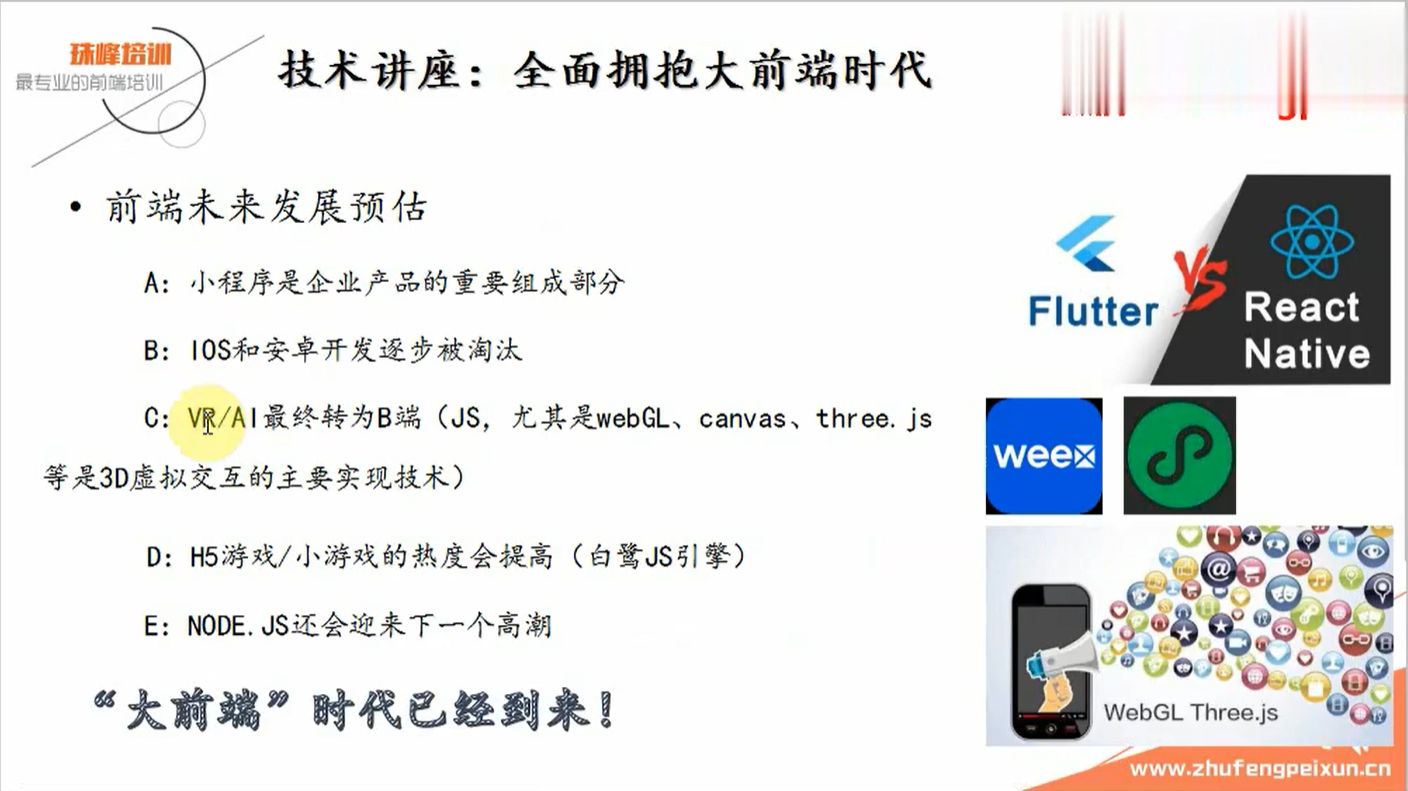 珠峰培训
最专业的前端培训
技术讲座：全面拥抱大前端时代
• 前端未来发展预估
A：小程序是企业产品的重要组成部分
B：IOS和安卓开发逐步被淘汰
C：VR/AI最终转为B端（JS，尤其是webGL、canvas、three.js
等是3D虚拟交互的主要实现技术）
D：H5游戏/小游戏的热度会提高（白鹭JS引擎）
E：NODE.JS还会迎来下一个高潮
“大前端”时代已经到来！
Flutter
VS
React
Native
weex
WebGL Three.js
www.zhufengpeixun.cn